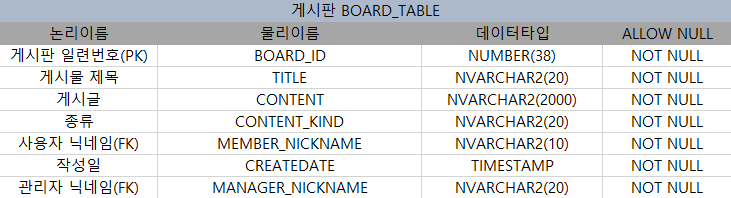 게시판 BOARD_TABLE
논리이름 물리이름 데이터타입 ALLOW NULL
게시판 일련번호(PK) BOARD_ID NUMBER(38) NOT NULL
게시물 제목 TITLE NVARCHAR2(20) NOT NULL
게시글 CONTENT NVARCHAR2(2000) NOT NULL
종류 CONTENT_KIND NVARCHAR2(20) NOT NULL
사용자 닉네임(FK) MEMBER_NICKNAME NVARCHAR2(10) NOT NULL
작성일 CREATEDATE TIMESTAMP NOT NULL
관리자 닉네임(FK) MANAGER_NICKNAME NVARCHAR2(20) NOT NULL